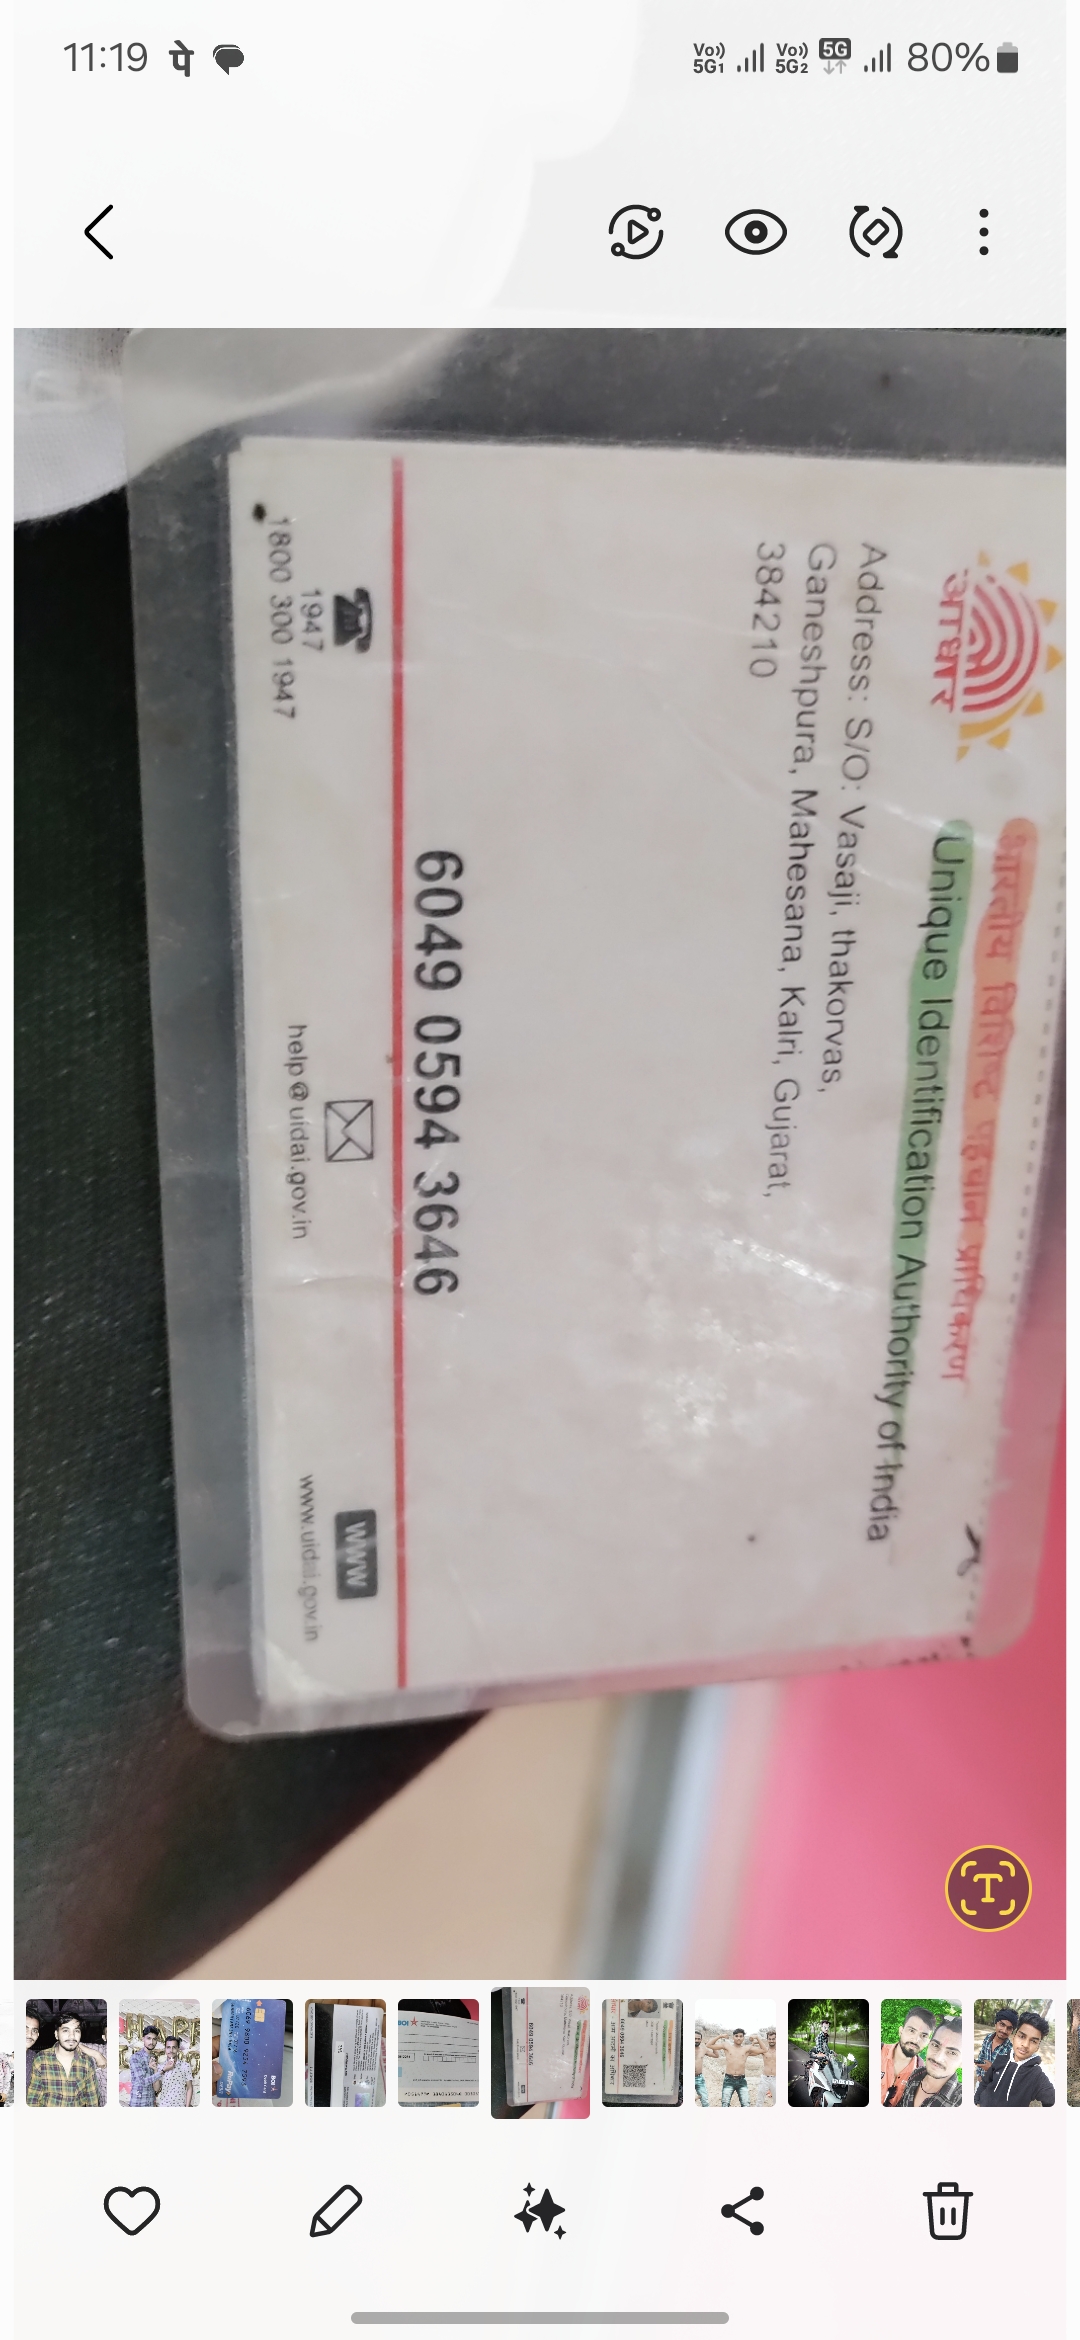 11:19 पे
Vo)) 5G1 Vo)) 5G2 5G 80%
आधार
भारतीय विशिष्ट पहचान प्राधिकरण
Unique Identification Authority of India
Address: S/O: Vasaji, thakorvas,
Ganeshpura, Mahesana, Kalri, Gujarat,
384210
6049 0594 3646
1947
1800 300 1947
help@uidai.gov.in
WWW
www.uidai.gov.in
T